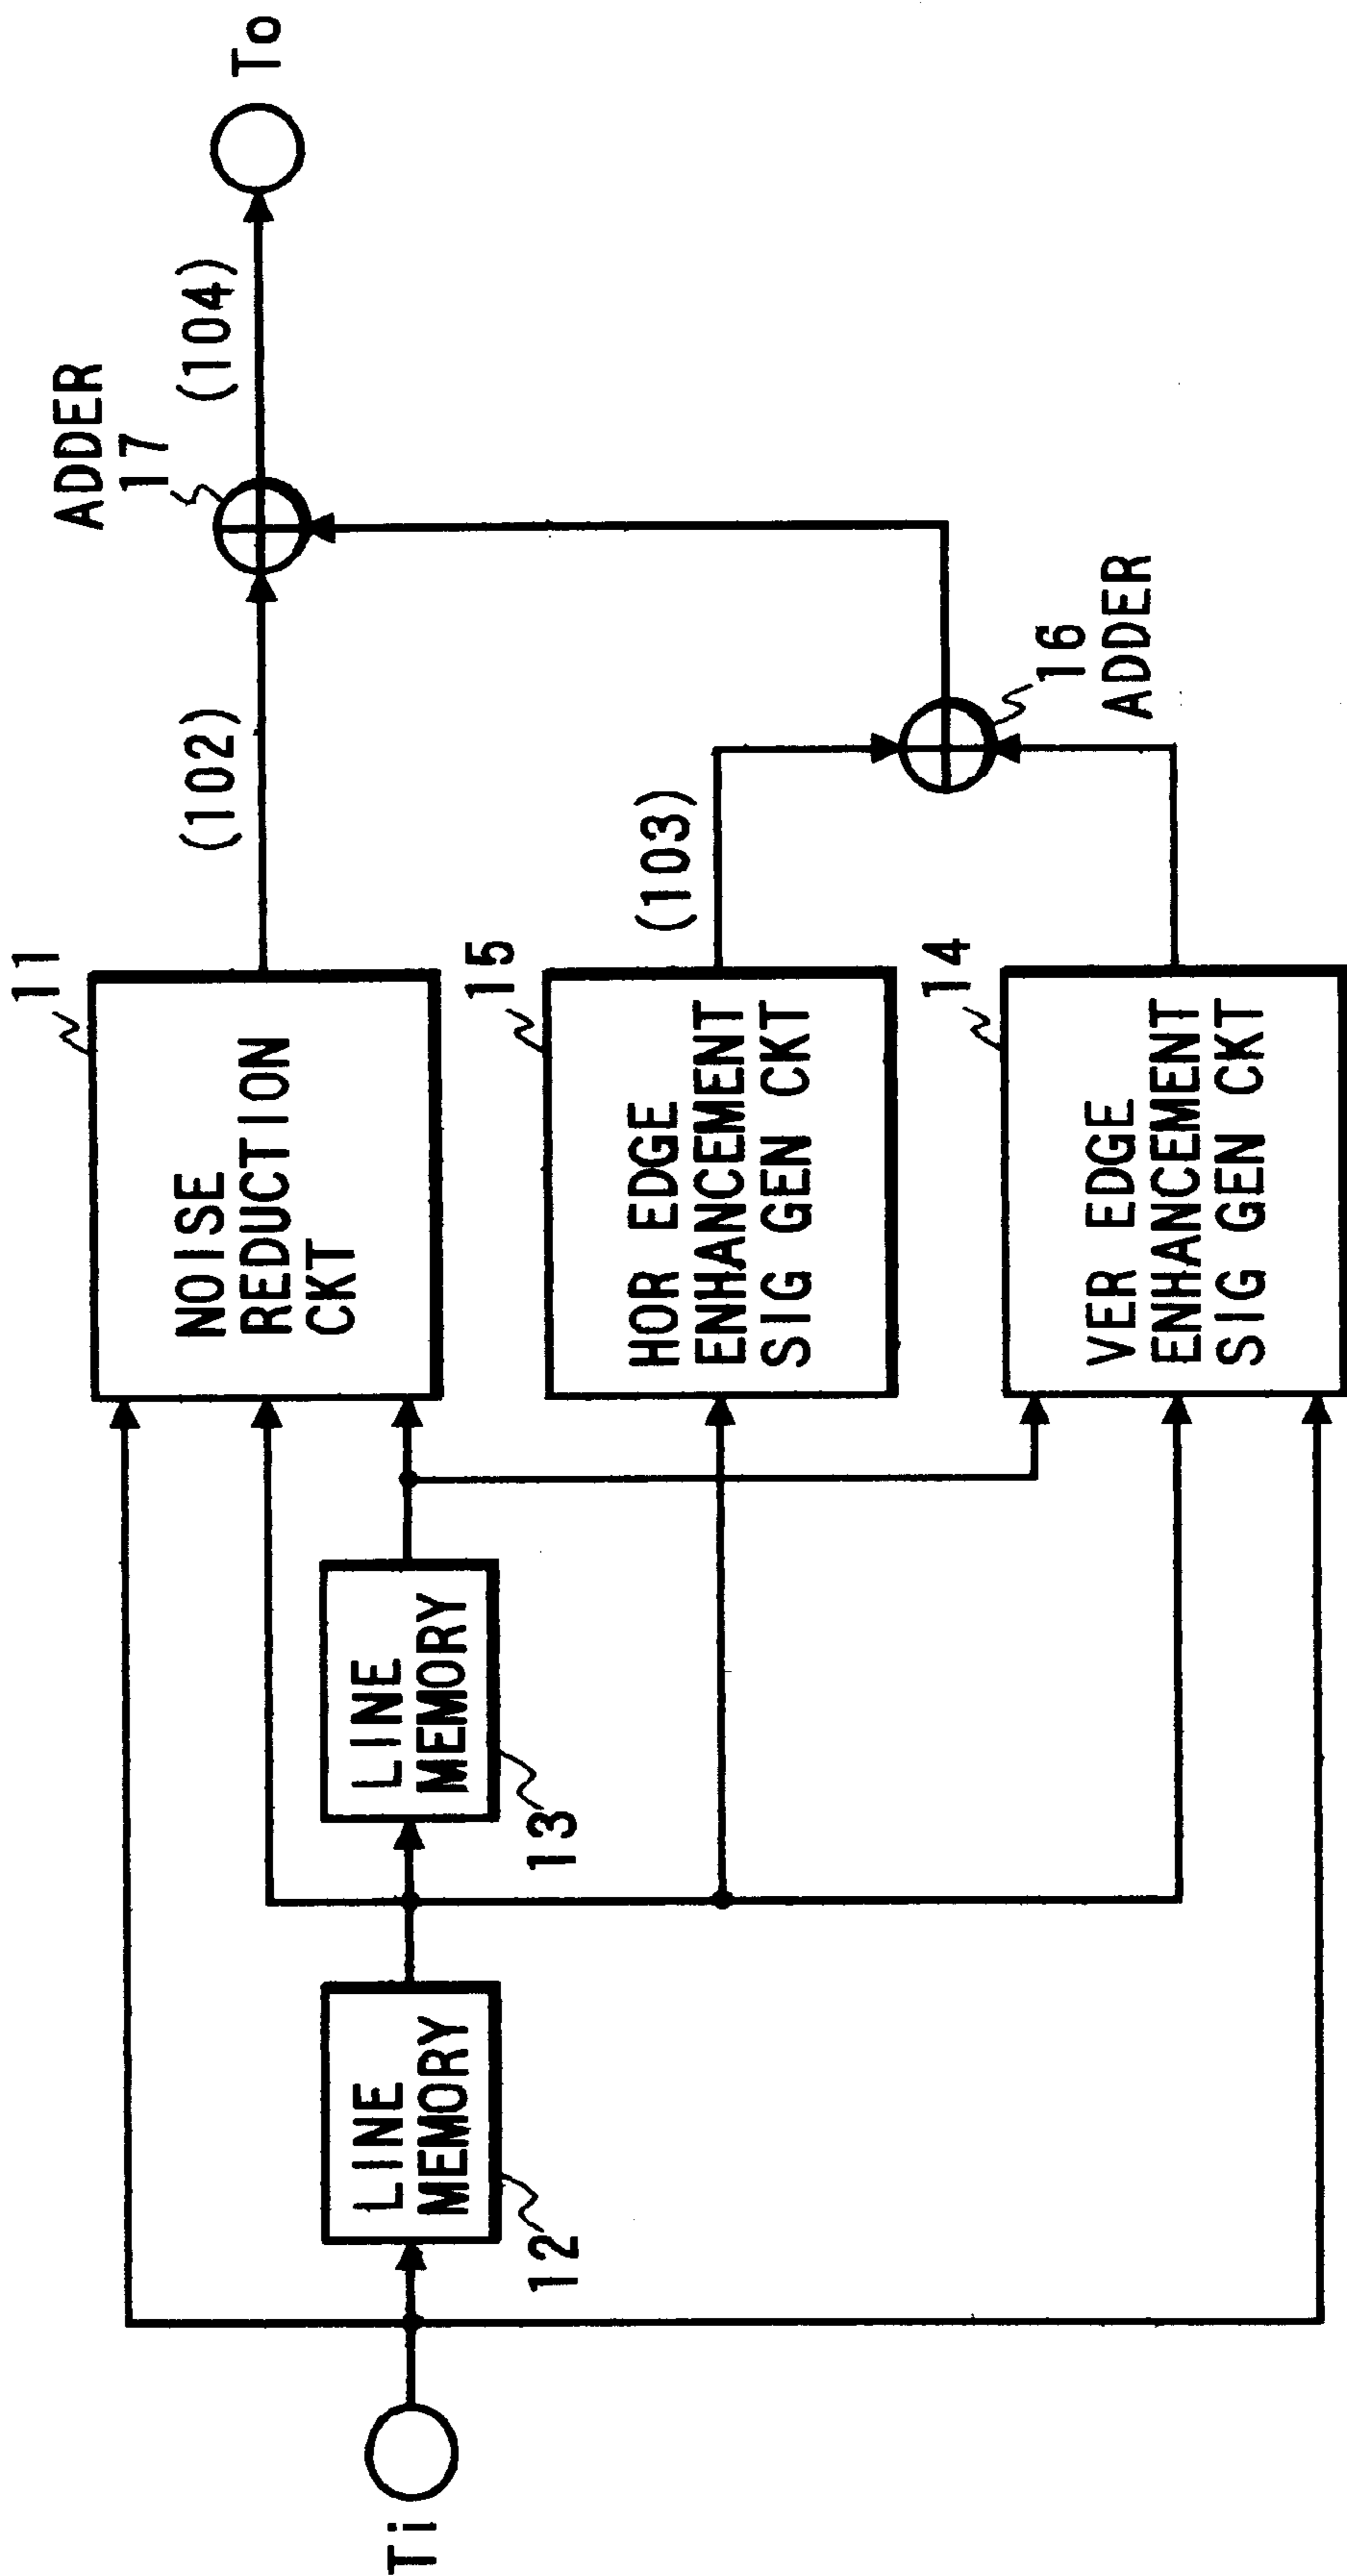 Ti
12
LINE
MEMORY
13
LINE
MEMORY
11
NOISE
REDUCTION
CKT
15
HOR EDGE
ENHANCEMENT
SIG GEN CKT
14
VER EDGE
ENHANCEMENT
SIG GEN CKT
(102)
(103)
16
ADDER
ADDER
17
(104)
To